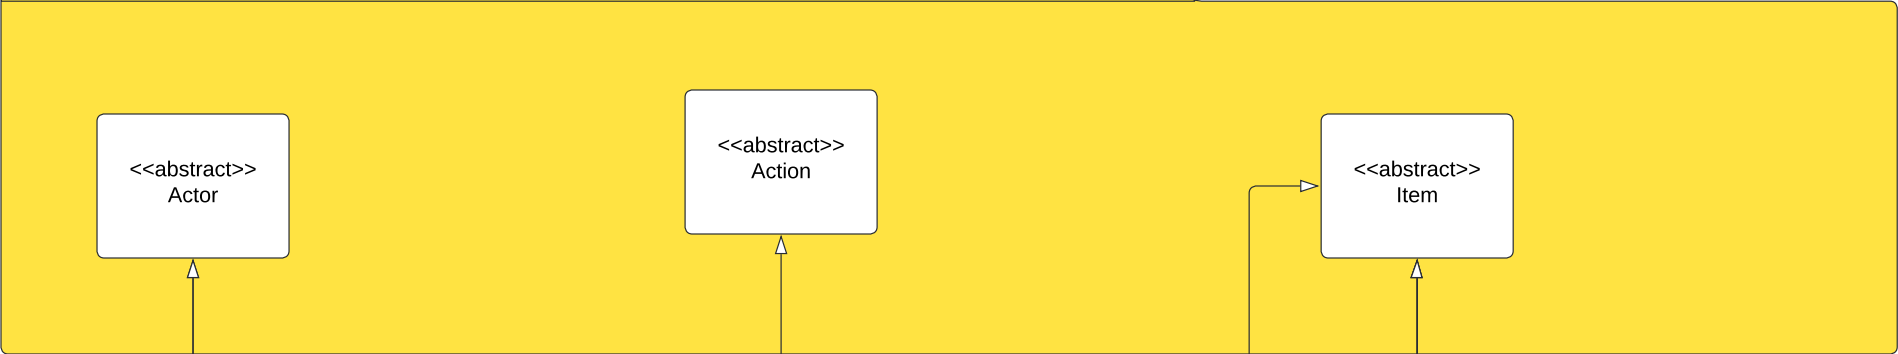 <<abstract>>
Actor
<<abstract>>
Action
<<abstract>>
Item